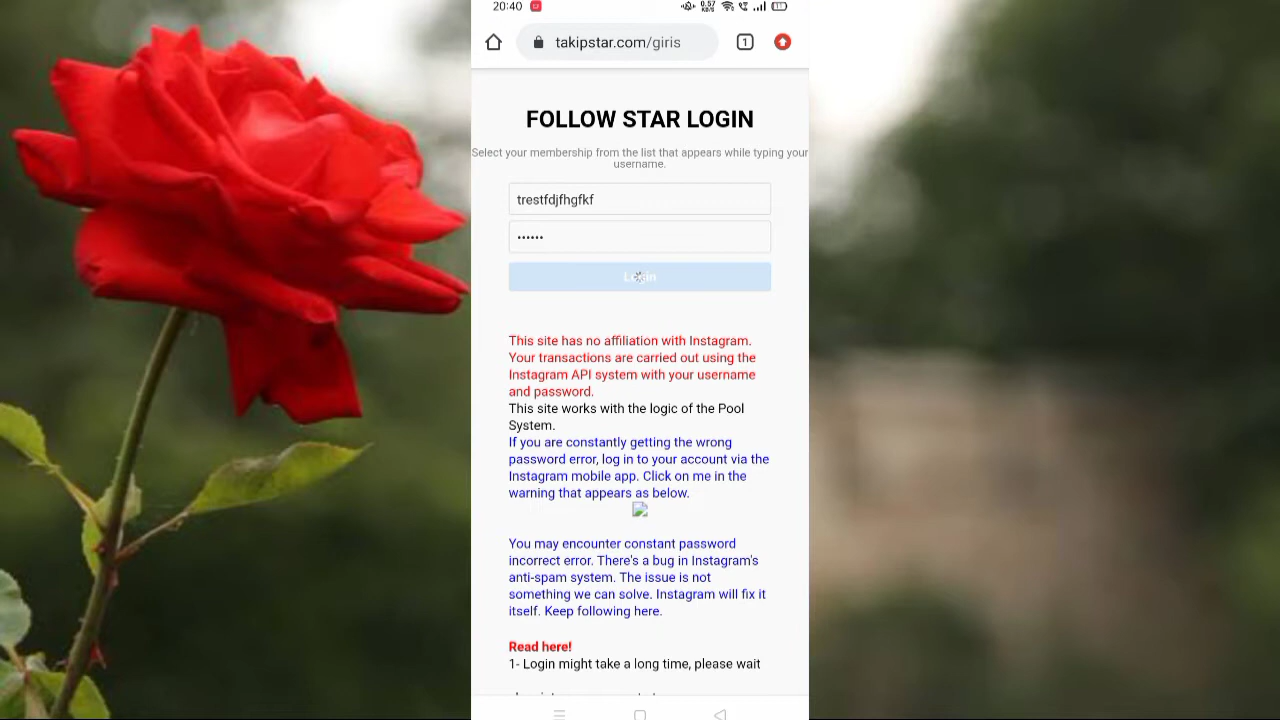 20:40
0.57
KB/S
takipstar.com/giris
1
FOLLOW STAR LOGIN
Select your membership from the list that appears while typing your
username.
trestfdjfhgfkf
••••••
Login
This site has no affiliation with Instagram.
Your transactions are carried out using the
Instagram API system with your username
and password.
This site works with the logic of the Pool
System.
If you are constantly getting the wrong
password error, log in to your account via the
Instagram mobile app. Click on me in the
warning that appears as below.
You may encounter constant password
incorrect error. There's a bug in Instagram's
anti-spam system. The issue is not
something we can solve. Instagram will fix it
itself. Keep following here.
Read here!
1- Login might take a long time, please wait